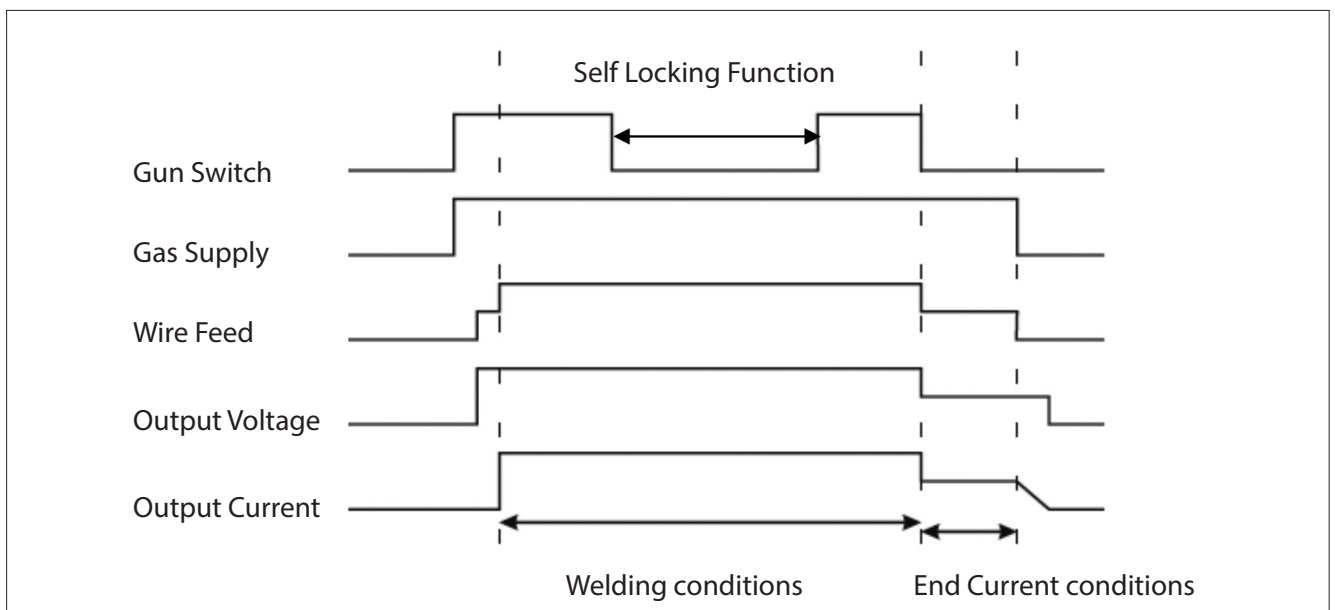 Self Locking Function
Gun Switch
Gas Supply
Wire Feed
Output Voltage
Output Current
Welding conditions
End Current conditions